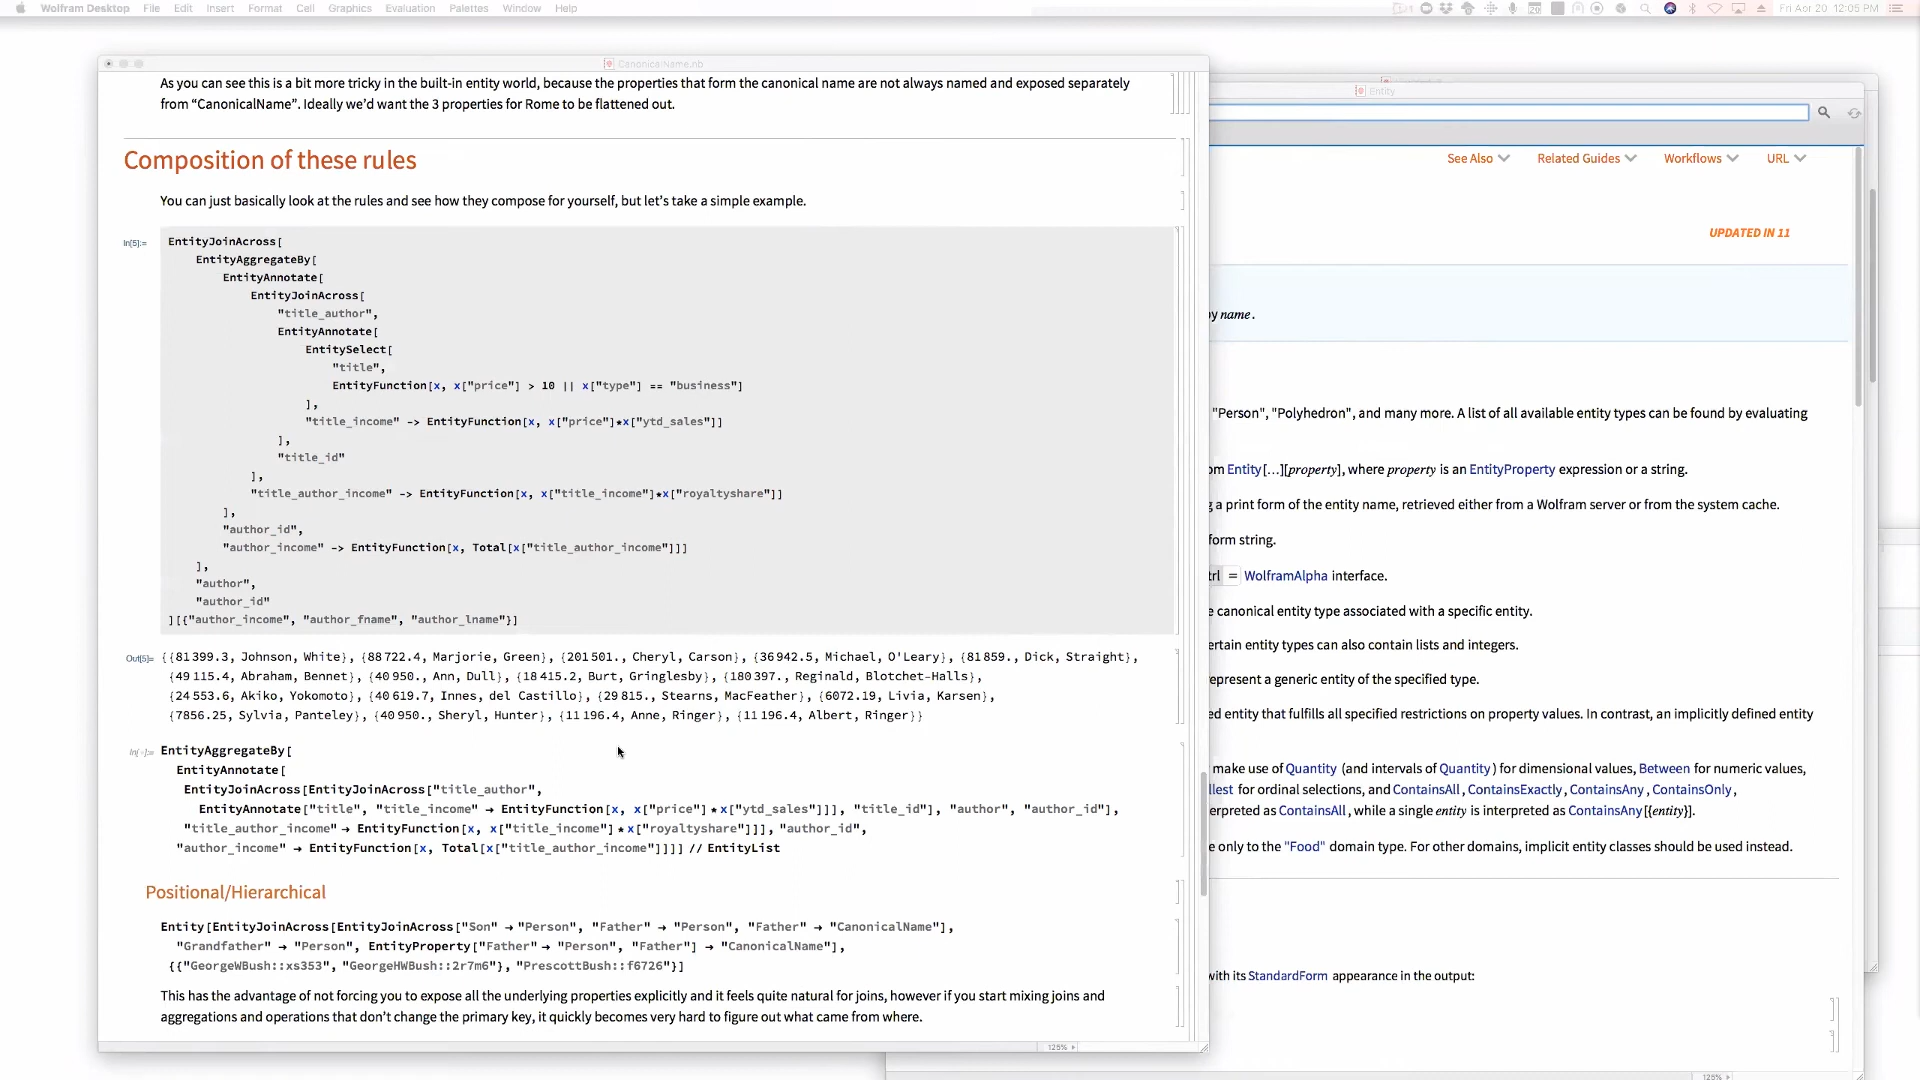 Wolfram Desktop File Edit Insert Format Cell Graphics Evaluation Palettes Window Help
Fri Apr 20 12:05 PM
CanonicalName.nb
As you can see this is a bit more tricky in the built-in entity world, because the properties that form the canonical name are not always named and exposed separately
from “CanonicalName”. Ideally we’d want the 3 properties for Rome to be flattened out.
Composition of these rules
You can just basically look at the rules and see how they compose for yourself, but let’s take a simple example.
In[5]:=
EntityJoinAcross[
EntityAggregateBy[
EntityAnnotate[
EntityJoinAcross[
"title_author",
EntityAnnotate[
EntitySelect[
"title",
EntityFunction[x, x["price"] > 10 || x["type"] == "business"]
],
"title_income" -> EntityFunction[x, x["price"]*x["ytd_sales"]]
],
"title_id"
],
"title_author_income" -> EntityFunction[x, x["title_income"]*x["royaltyshare"]]
],
"author_id",
"author_income" -> EntityFunction[x, Total[x["title_author_income"]]]
],
"author",
"author_id"
][{"author_income", "author_fname", "author_lname"}]
Out[5]= {{81399.3, Johnson, White}, {88722.4, Marjorie, Green}, {201501., Cheryl, Carson}, {36942.5, Michael, O'Leary}, {81859., Dick, Straight},
{49115.4, Abraham, Bennet}, {40950., Ann, Dull}, {18415.2, Burt, Gringlesby}, {180397., Reginald, Blotchet-Halls},
{24553.6, Akiko, Yokomoto}, {40619.7, Innes, del Castillo}, {29815., Stearns, MacFeather}, {6072.19, Livia, Karsen},
{7856.25, Sylvia, Panteley}, {40950., Sheryl, Hunter}, {11196.4, Anne, Ringer}, {11196.4, Albert, Ringer}}
In[ ]:= EntityAggregateBy[
EntityAnnotate[
EntityJoinAcross[EntityJoinAcross["title_author",
EntityAnnotate["title", "title_income" → EntityFunction[x, x["price"]*x["ytd_sales"]]], "title_id"], "author", "author_id"],
"title_author_income" → EntityFunction[x, x["title_income"]*x["royaltyshare"]]], "author_id",
"author_income" → EntityFunction[x, Total[x["title_author_income"]]]] // EntityList
Positional/Hierarchical
Entity[EntityJoinAcross[EntityJoinAcross["Son" → "Person", "Father" → "Person", "Father" → "CanonicalName"],
"Grandfather" → "Person", EntityProperty["Father" → "Person", "Father"] → "CanonicalName"],
{{"GeorgeWBush::xs353", "GeorgeHWBush::2r7m6"}, "PrescottBush::f6726"}]
This has the advantage of not forcing you to expose all the underlying properties explicitly and it feels quite natural for joins, however if you start mixing joins and
aggregations and operations that don’t change the primary key, it quickly becomes very hard to figure out what came from where.
125%
Entity
See Also Related Guides Workflows URL
UPDATED IN 11
by name.
"Person", "Polyhedron", and many more. A list of all available entity types can be found by evaluating
om Entity[…][property], where property is an EntityProperty expression or a string.
g a print form of the entity name, retrieved either from a Wolfram server or from the system cache.
form string.
trl = WolframAlpha interface.
e canonical entity type associated with a specific entity.
ertain entity types can also contain lists and integers.
epresent a generic entity of the specified type.
ed entity that fulfills all specified restrictions on property values. In contrast, an implicitly defined entity
make use of Quantity (and intervals of Quantity) for dimensional values, Between for numeric values,
llest for ordinal selections, and ContainsAll, ContainsExactly, ContainsAny, ContainsOnly,
erpreted as ContainsAll, while a single entity is interpreted as ContainsAny[{entity}].
e only to the "Food" domain type. For other domains, implicit entity classes should be used instead.
with its StandardForm appearance in the output:
125%